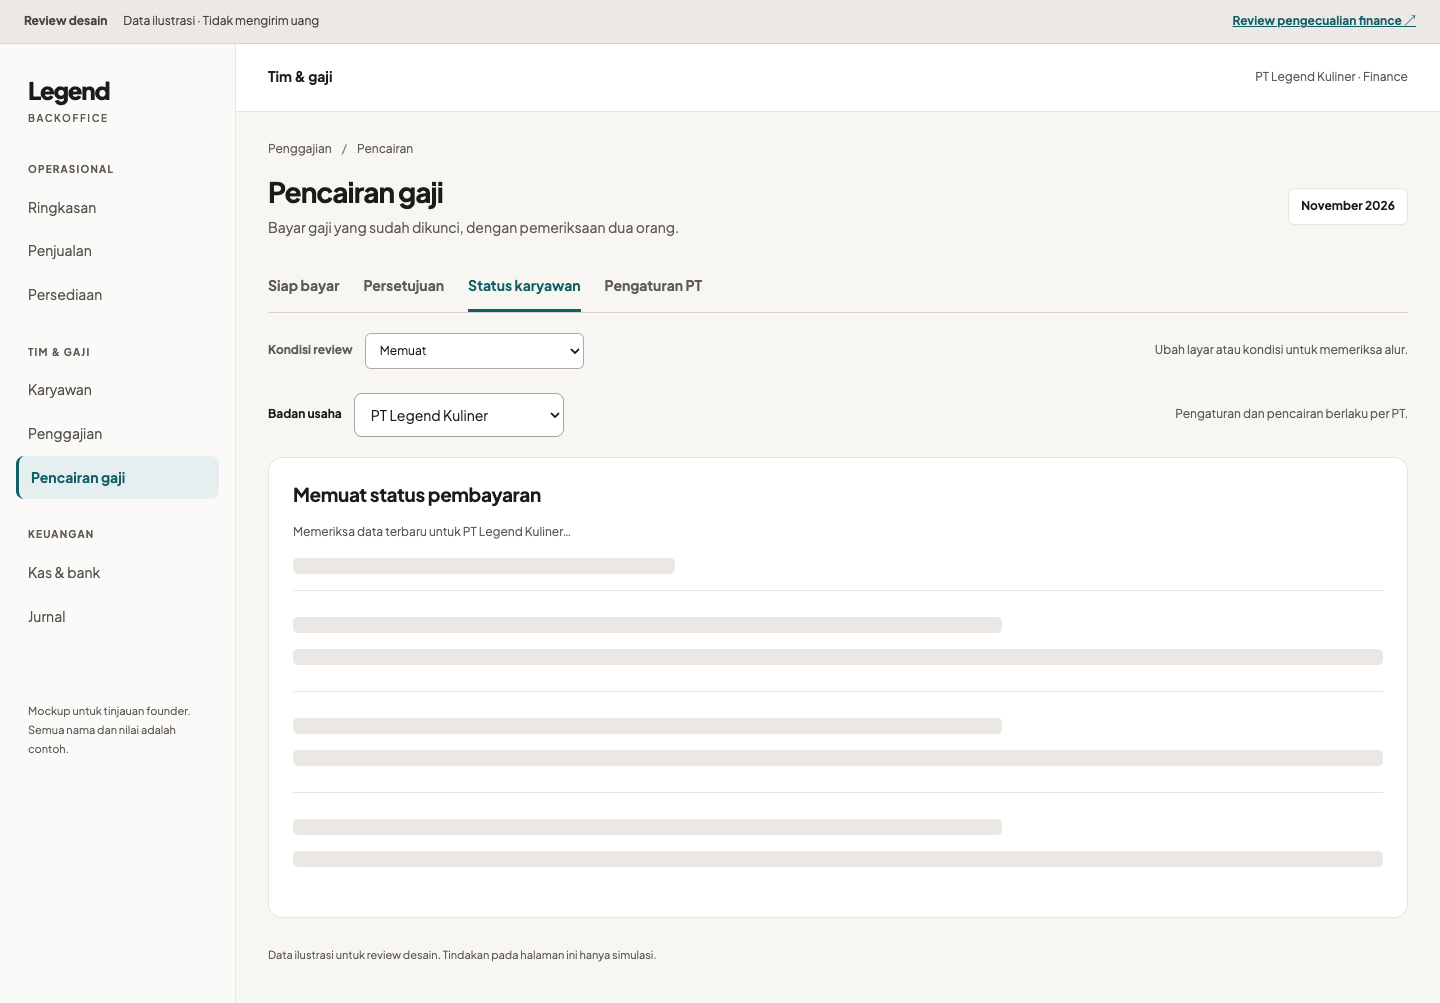 Review desain
Data ilustrasi · Tidak mengirim uang
Review pengecualian finance ↗
Legend
BACKOFFICE
OPERASIONAL
Ringkasan
Penjualan
Persediaan
TIM & GAJI
Karyawan
Penggajian
Pencairan gaji
KEUANGAN
Kas & bank
Jurnal
Mockup untuk tinjauan founder.
Semua nama dan nilai adalah
contoh.
Tim & gaji
PT Legend Kuliner · Finance
Penggajian / Pencairan
Pencairan gaji
Bayar gaji yang sudah dikunci, dengan pemeriksaan dua orang.
November 2026
Siap bayar
Persetujuan
Status karyawan
Pengaturan PT
Kondisi review
Memuat
Ubah layar atau kondisi untuk memeriksa alur.
Badan usaha
PT Legend Kuliner
Pengaturan dan pencairan berlaku per PT.
Memuat status pembayaran
Memeriksa data terbaru untuk PT Legend Kuliner…
Data ilustrasi untuk review desain. Tindakan pada halaman ini hanya simulasi.